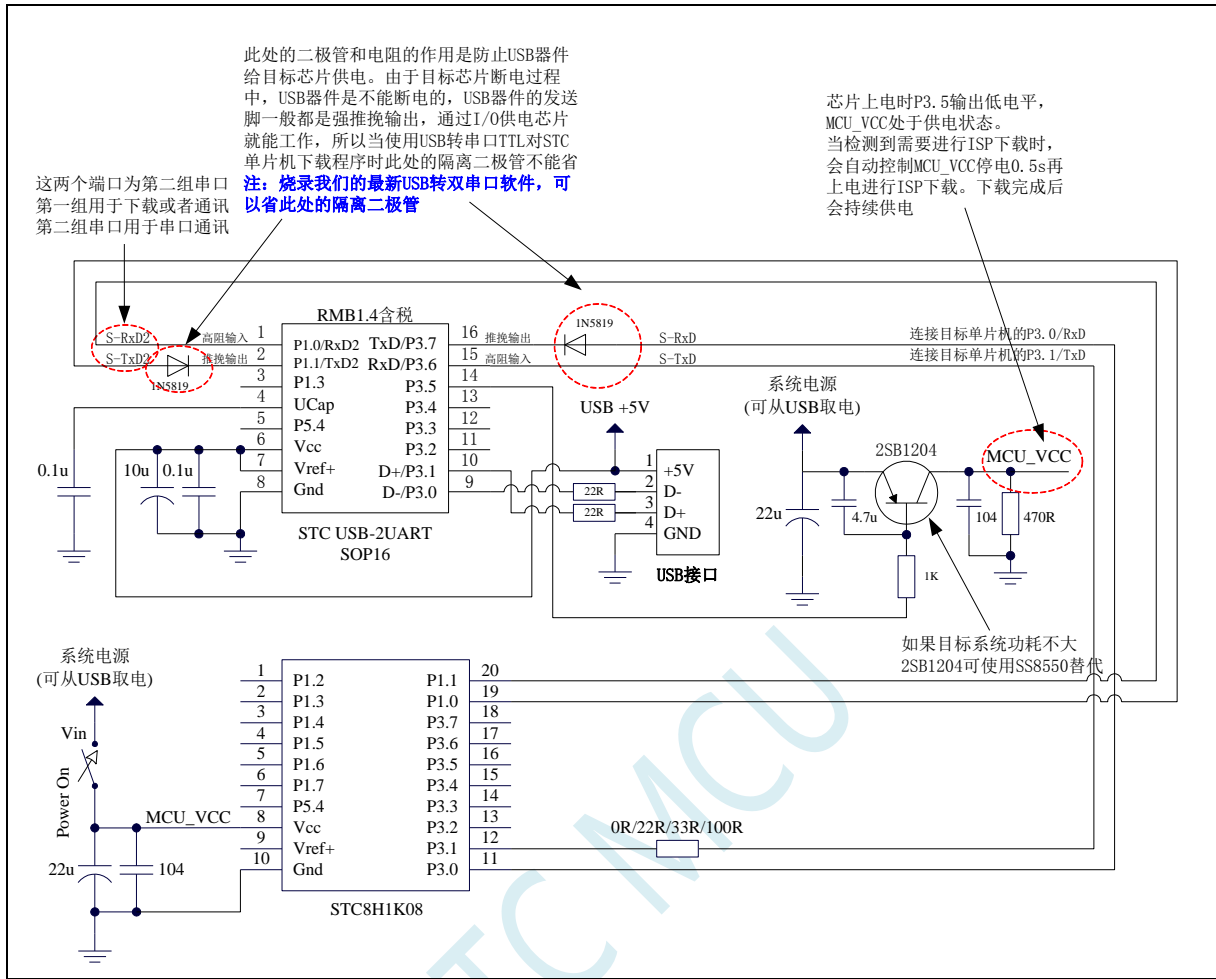 此处的二极管和电阻的作用是防止USB器件
给目标芯片供电。由于目标芯片断电过程
中，USB器件是不能断电的，USB器件的发送
脚一般都是强推挽输出，通过I/O供电芯片
就能工作，所以当使用USB转串口TTL对STC
单片机下载程序时此处的隔离二极管不能省
注：烧录我们的最新USB转双串口软件，可
以省此处的隔离二极管
芯片上电时P3.5输出低电平，
MCU_VCC处于供电状态。
当检测到需要进行ISP下载时，
会自动控制MCU_VCC停电0.5s再
上电进行ISP下载。下载完成后
会持续供电
这两个端口为第二组串口
第一组用于下载或者通讯
第二组串口用于串口通讯
RMB1.4含税
S-RxD2 高阻输入 1 P1.0/RxD2 TxD/P3.7 16 推挽输出 1N5819 S-RxD 连接目标单片机的P3.0/RxD
S-TxD2 1N5819 推挽输出 2 P1.1/TxD2 RxD/P3.6 15 高阻输入 S-TxD 连接目标单片机的P3.1/TxD
3 P1.3 P3.5 14
4 UCap P3.4 13
5 P5.4 P3.3 12
6 Vcc P3.2 11
7 Vref+ D+/P3.1 10
8 Gnd D-/P3.0 9
STC USB-2UART
SOP16
0.1u
10u 0.1u
USB +5V
1 +5V
2 D-
3 D+
4 GND
22R
22R
USB接口
系统电源
(可从USB取电)
2SB1204
MCU_VCC
22u
4.7u
104
470R
1K
如果目标系统功耗不大
2SB1204可使用SS8550替代
系统电源
(可从USB取电)
Vin
Power On
MCU_VCC
22u
104
1 P1.2 P1.1 20
2 P1.3 P1.0 19
3 P1.4 P3.7 18
4 P1.5 P3.6 17
5 P1.6 P3.5 16
6 P1.7 P3.4 15
7 P5.4 P3.3 14
8 Vcc P3.2 13
9 Vref+ P3.1 12
10 Gnd P3.0 11
0R/22R/33R/100R
STC8H1K08
STC MCU